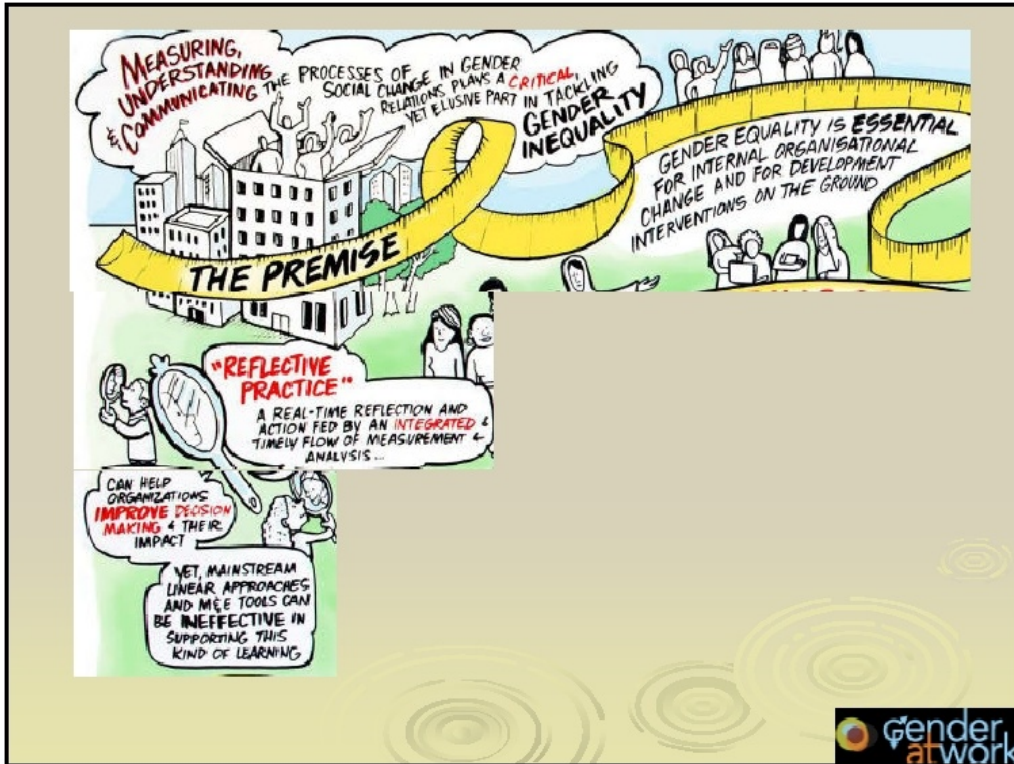 MEASURING,
UNDERSTANDING
& COMMUNICATING THE PROCESSES OF
SOCIAL CHANGE IN GENDER
RELATIONS PLAYS A CRITICAL,
YET ELUSIVE PART IN TACKLING
GENDER
INEQUALITY
GENDER EQUALITY IS ESSENTIAL
FOR INTERNAL ORGANISATIONAL
CHANGE AND FOR DEVELOPMENT
INTERVENTIONS ON THE GROUND
THE PREMISE
"REFLECTIVE
PRACTICE"
A REAL-TIME REFLECTION AND
ACTION FED BY AN INTEGRATED &
TIMELY FLOW OF MEASUREMENT &
ANALYSIS...
CAN HELP
ORGANIZATIONS
IMPROVE DECISION
MAKING & THEIR
IMPACT
YET, MAINSTREAM
LINEAR APPROACHES
AND M&E TOOLS CAN
BE INEFFECTIVE IN
SUPPORTING THIS
KIND OF LEARNING
gender
atwork